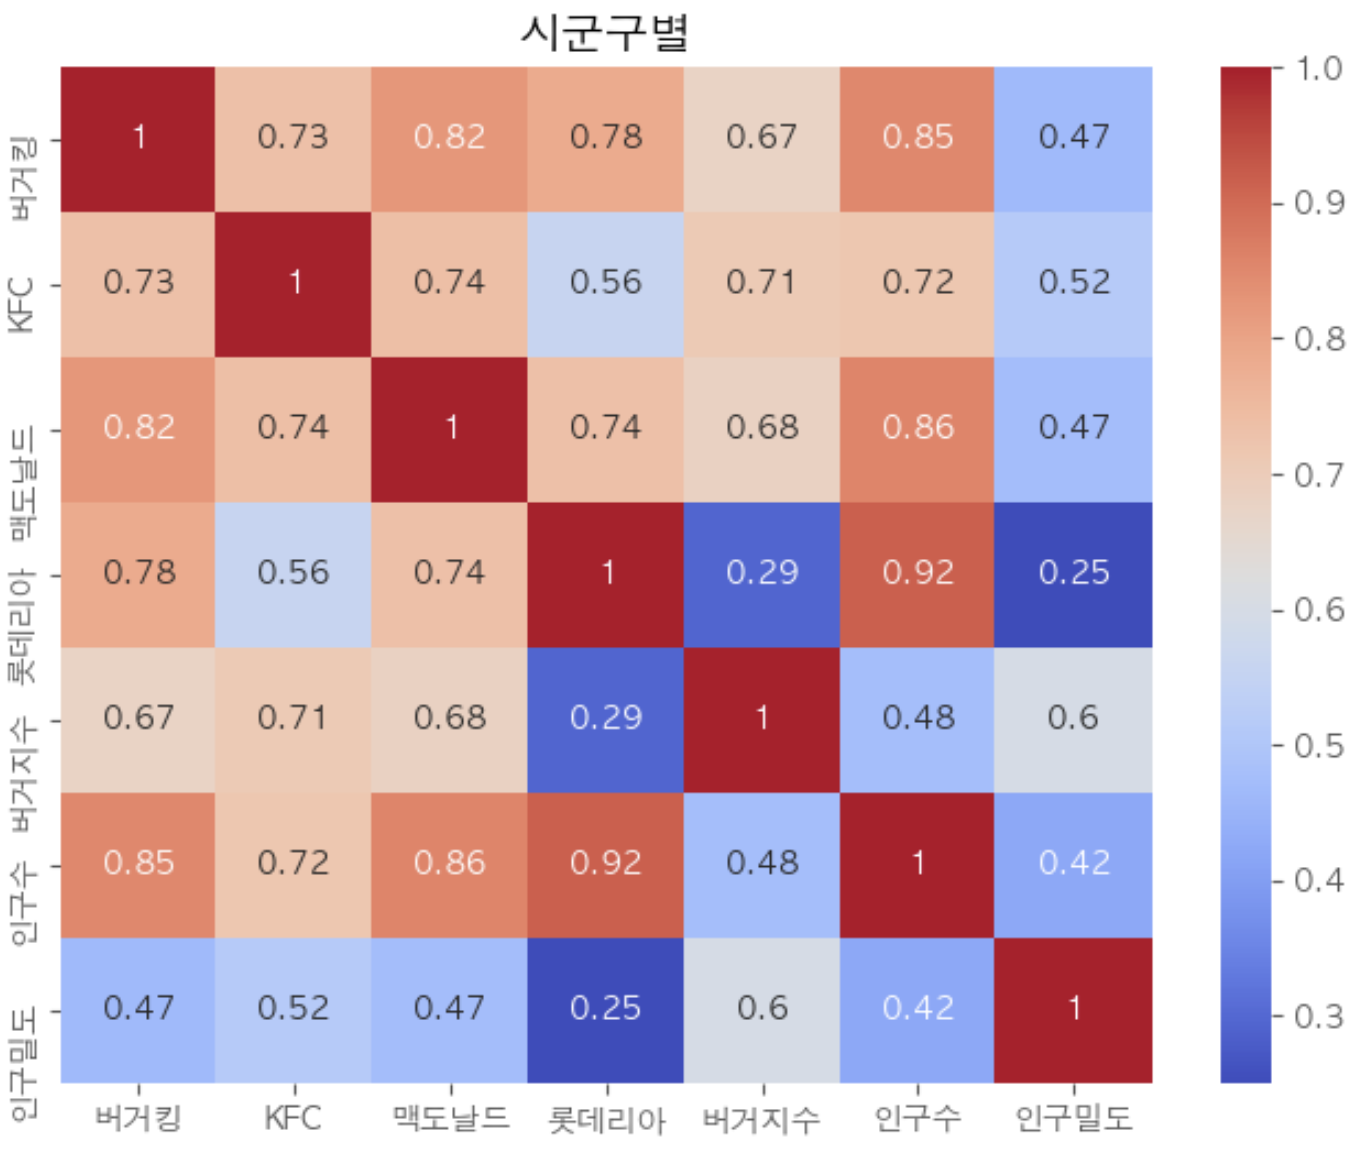 시군구별
버거킹 1 0.73 0.82 0.78 0.67 0.85 0.47
KFC 0.73 1 0.74 0.56 0.71 0.72 0.52
맥도날드 0.82 0.74 1 0.74 0.68 0.86 0.47
롯데리아 0.78 0.56 0.74 1 0.29 0.92 0.25
버거지수 0.67 0.71 0.68 0.29 1 0.48 0.6
인구수 0.85 0.72 0.86 0.92 0.48 1 0.42
인구밀도 0.47 0.52 0.47 0.25 0.6 0.42 1
버거킹 KFC 맥도날드 롯데리아 버거지수 인구수 인구밀도
1.0
0.9
0.8
0.7
0.6
0.5
0.4
0.3